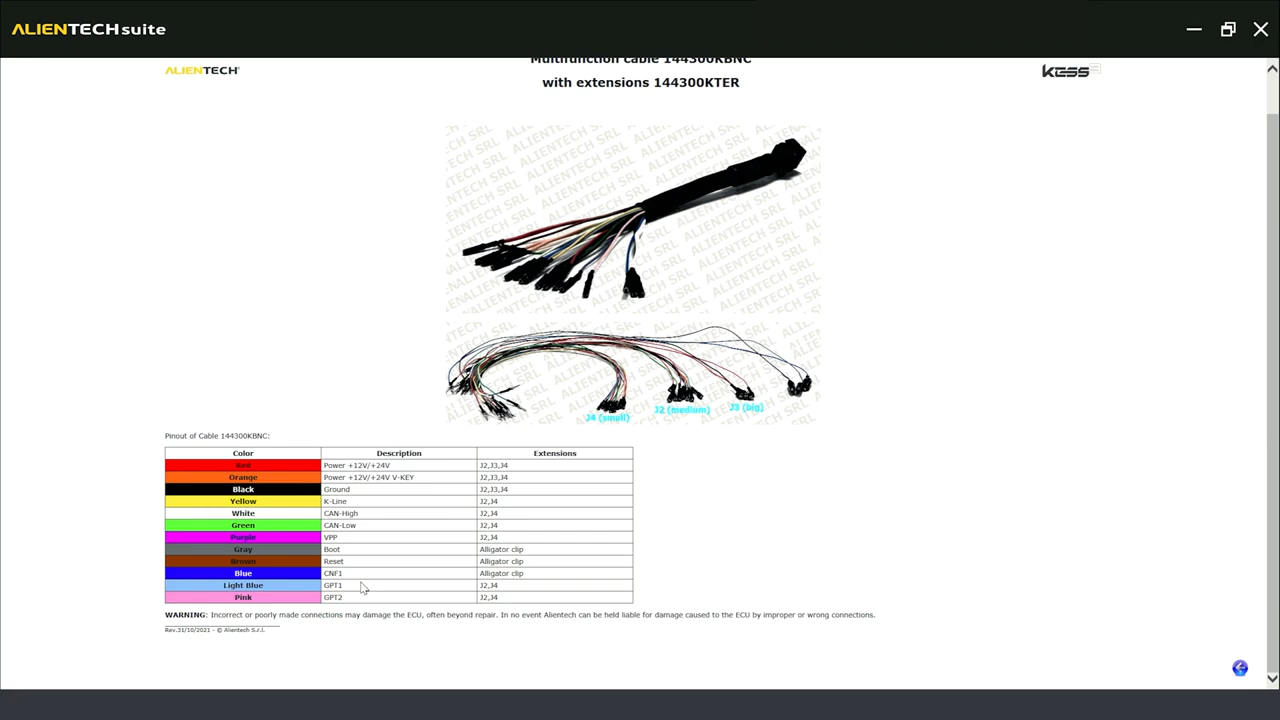 ALIENTECH suite
ALIENTECH
Multifunction cable 144300KBNC
KESS
with extensions 144300KTER
J4 (small)
J2 (medium)
J3 (big)
Pinout of Cable 144300KBNC:
Color Description Extensions
Red Power +12V/+24V J2,J3,J4
Orange Power +12V/+24V V-KEY J2,J3,J4
Black Ground J2,J3,J4
Yellow K-Line J2,J4
White CAN-High J2,J4
Green CAN-Low J2,J4
Purple VPP J2,J4
Gray Boot Alligator clip
Brown Reset Alligator clip
Blue CNF1 Alligator clip
Light Blue GPT1 J2,J4
Pink GPT2 J2,J4
WARNING: Incorrect or poorly made connections may damage the ECU, often beyond repair. In no event Alientech can be held liable for damage caused to the ECU by improper or wrong connections.
Rev.31/10/2021 - © Alientech S.r.l.